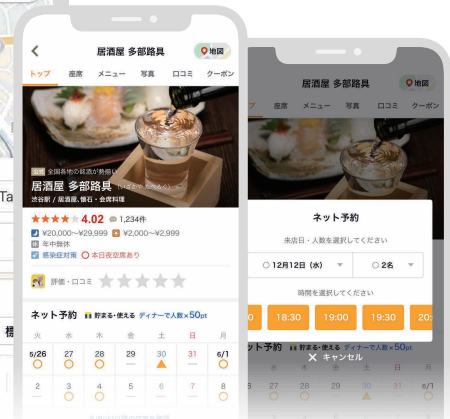 居酒屋 多部路具
地図
トップ 座席 メニュー 写真 口コミ クーポン
公式 全国各地の銘酒が勢揃い
居酒屋 多部路具
渋谷駅 / 居酒屋、懐石・会席料理
4.02 1,234件
¥20,000～¥29,999 ¥2,000～¥2,999
年中無休
感染症対策 本日夜空席あり
評価・口コミ
ネット予約 貯まる・使える ディナーで人数×50pt
火 水 木 金 土 日 月
5/26 27 28 29 30 31 6/1
2 3 4 5 6 7 8
居酒屋 多部路具
地図
プ 座席 メニュー 写真 口コミ クーポン
ネット予約
来店日・人数を選択してください
12月12日（水） 2名
時間を選択してください
0 18:30 19:00 19:30 20:
ット予約 貯まる・使える ディナーで人数×50pt
キャンセル
Ta
標